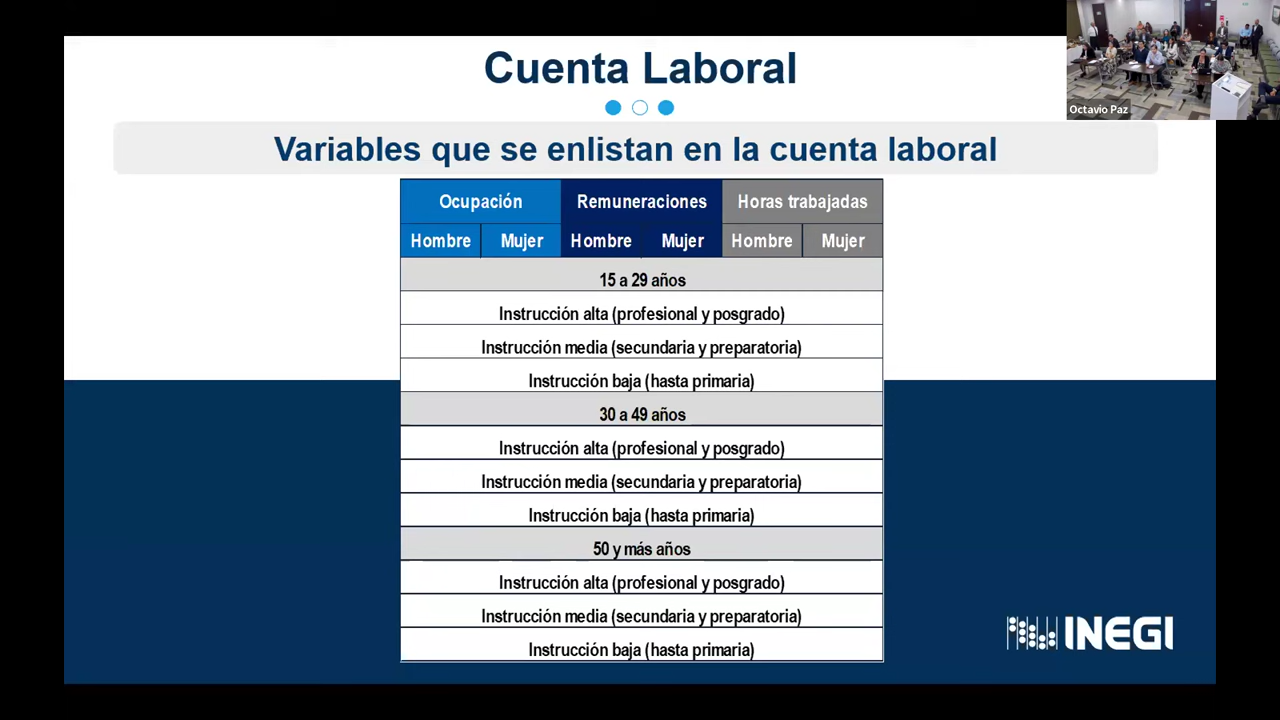 Cuenta Laboral
Octavio Paz
Variables que se enlistan en la cuenta laboral
Ocupación Remuneraciones Horas trabajadas
Hombre Mujer Hombre Mujer Hombre Mujer
15 a 29 años
Instrucción alta (profesional y posgrado)
Instrucción media (secundaria y preparatoria)
Instrucción baja (hasta primaria)
30 a 49 años
Instrucción alta (profesional y posgrado)
Instrucción media (secundaria y preparatoria)
Instrucción baja (hasta primaria)
50 y más años
Instrucción alta (profesional y posgrado)
Instrucción media (secundaria y preparatoria)
Instrucción baja (hasta primaria)
INEGI